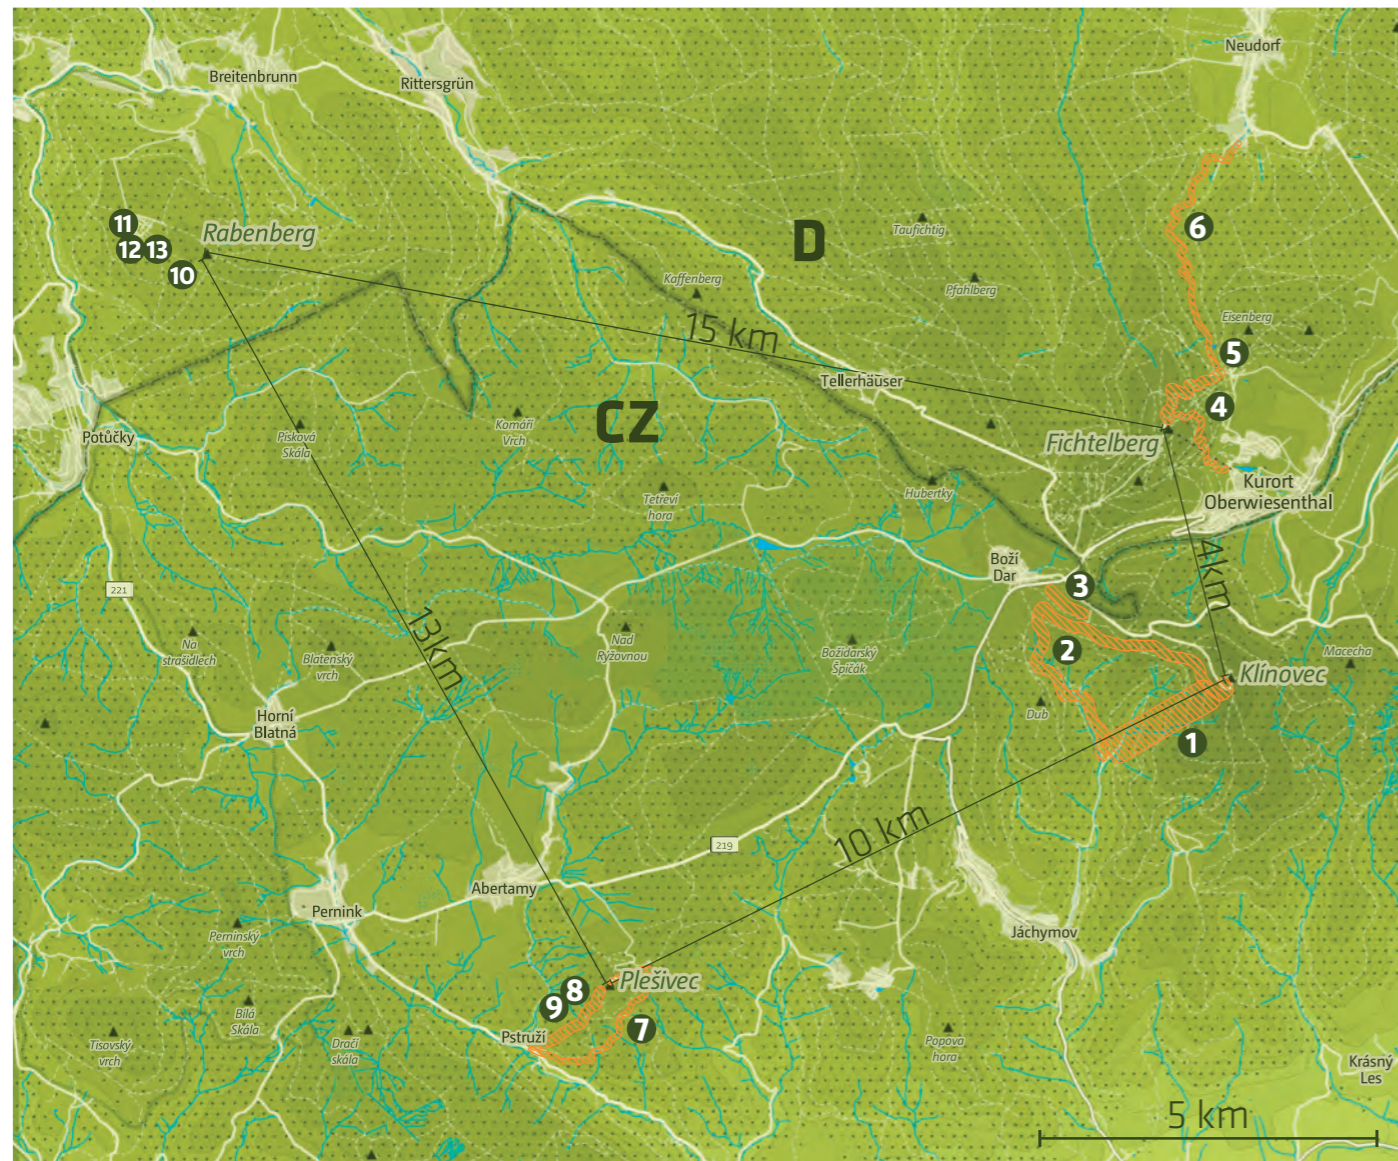 Neudorf
Breitenbrunn
Rittersgrün
11
12
13
10
Rabenberg
D
Taufichtig
6
Kaffenberg
Pfahlberg
15 km
Eisenberg
5
Tellerhäuser
4
CZ
Komáří
Vrch
Písková
Skála
Potůčky
Fichtelberg
Kurort
Oberwiesenthal
Hubertky
Tetřeví
hora
Boží
Dar
4km
3
221
13km
Na
strašidlech
Blatenský
vrch
Nad
Rýžovnou
Božídarský
Špičák
2
Macecha
Klínovec
Dub
1
Horní
Blatná
10 km
219
Abertamy
Pernink
Perninský
vrch
Jáchymov
Plešivec
8
9
7
Pstruží
Bílá
Skála
Tisovský
vrch
Dračí
skála
Popova
hora
Krásný
Les
5 km